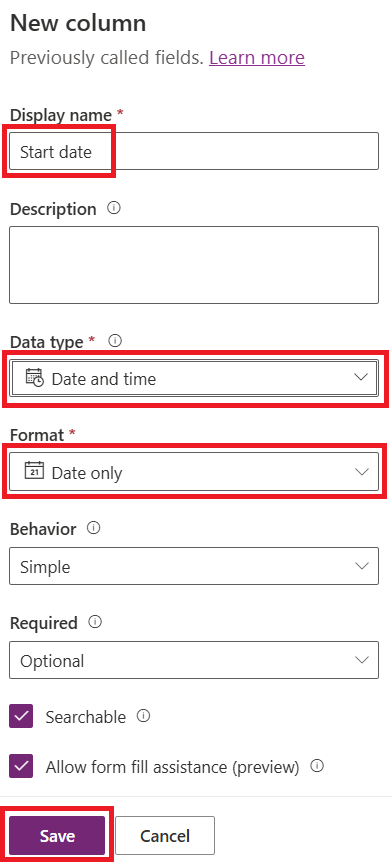 New column
Previously called fields. Learn more
Display name *
Start date
Description
Data type *
Date and time
Format *
21 Date only
Behavior
Simple
Required
Optional
Searchable
Allow form fill assistance (preview)
Save Cancel